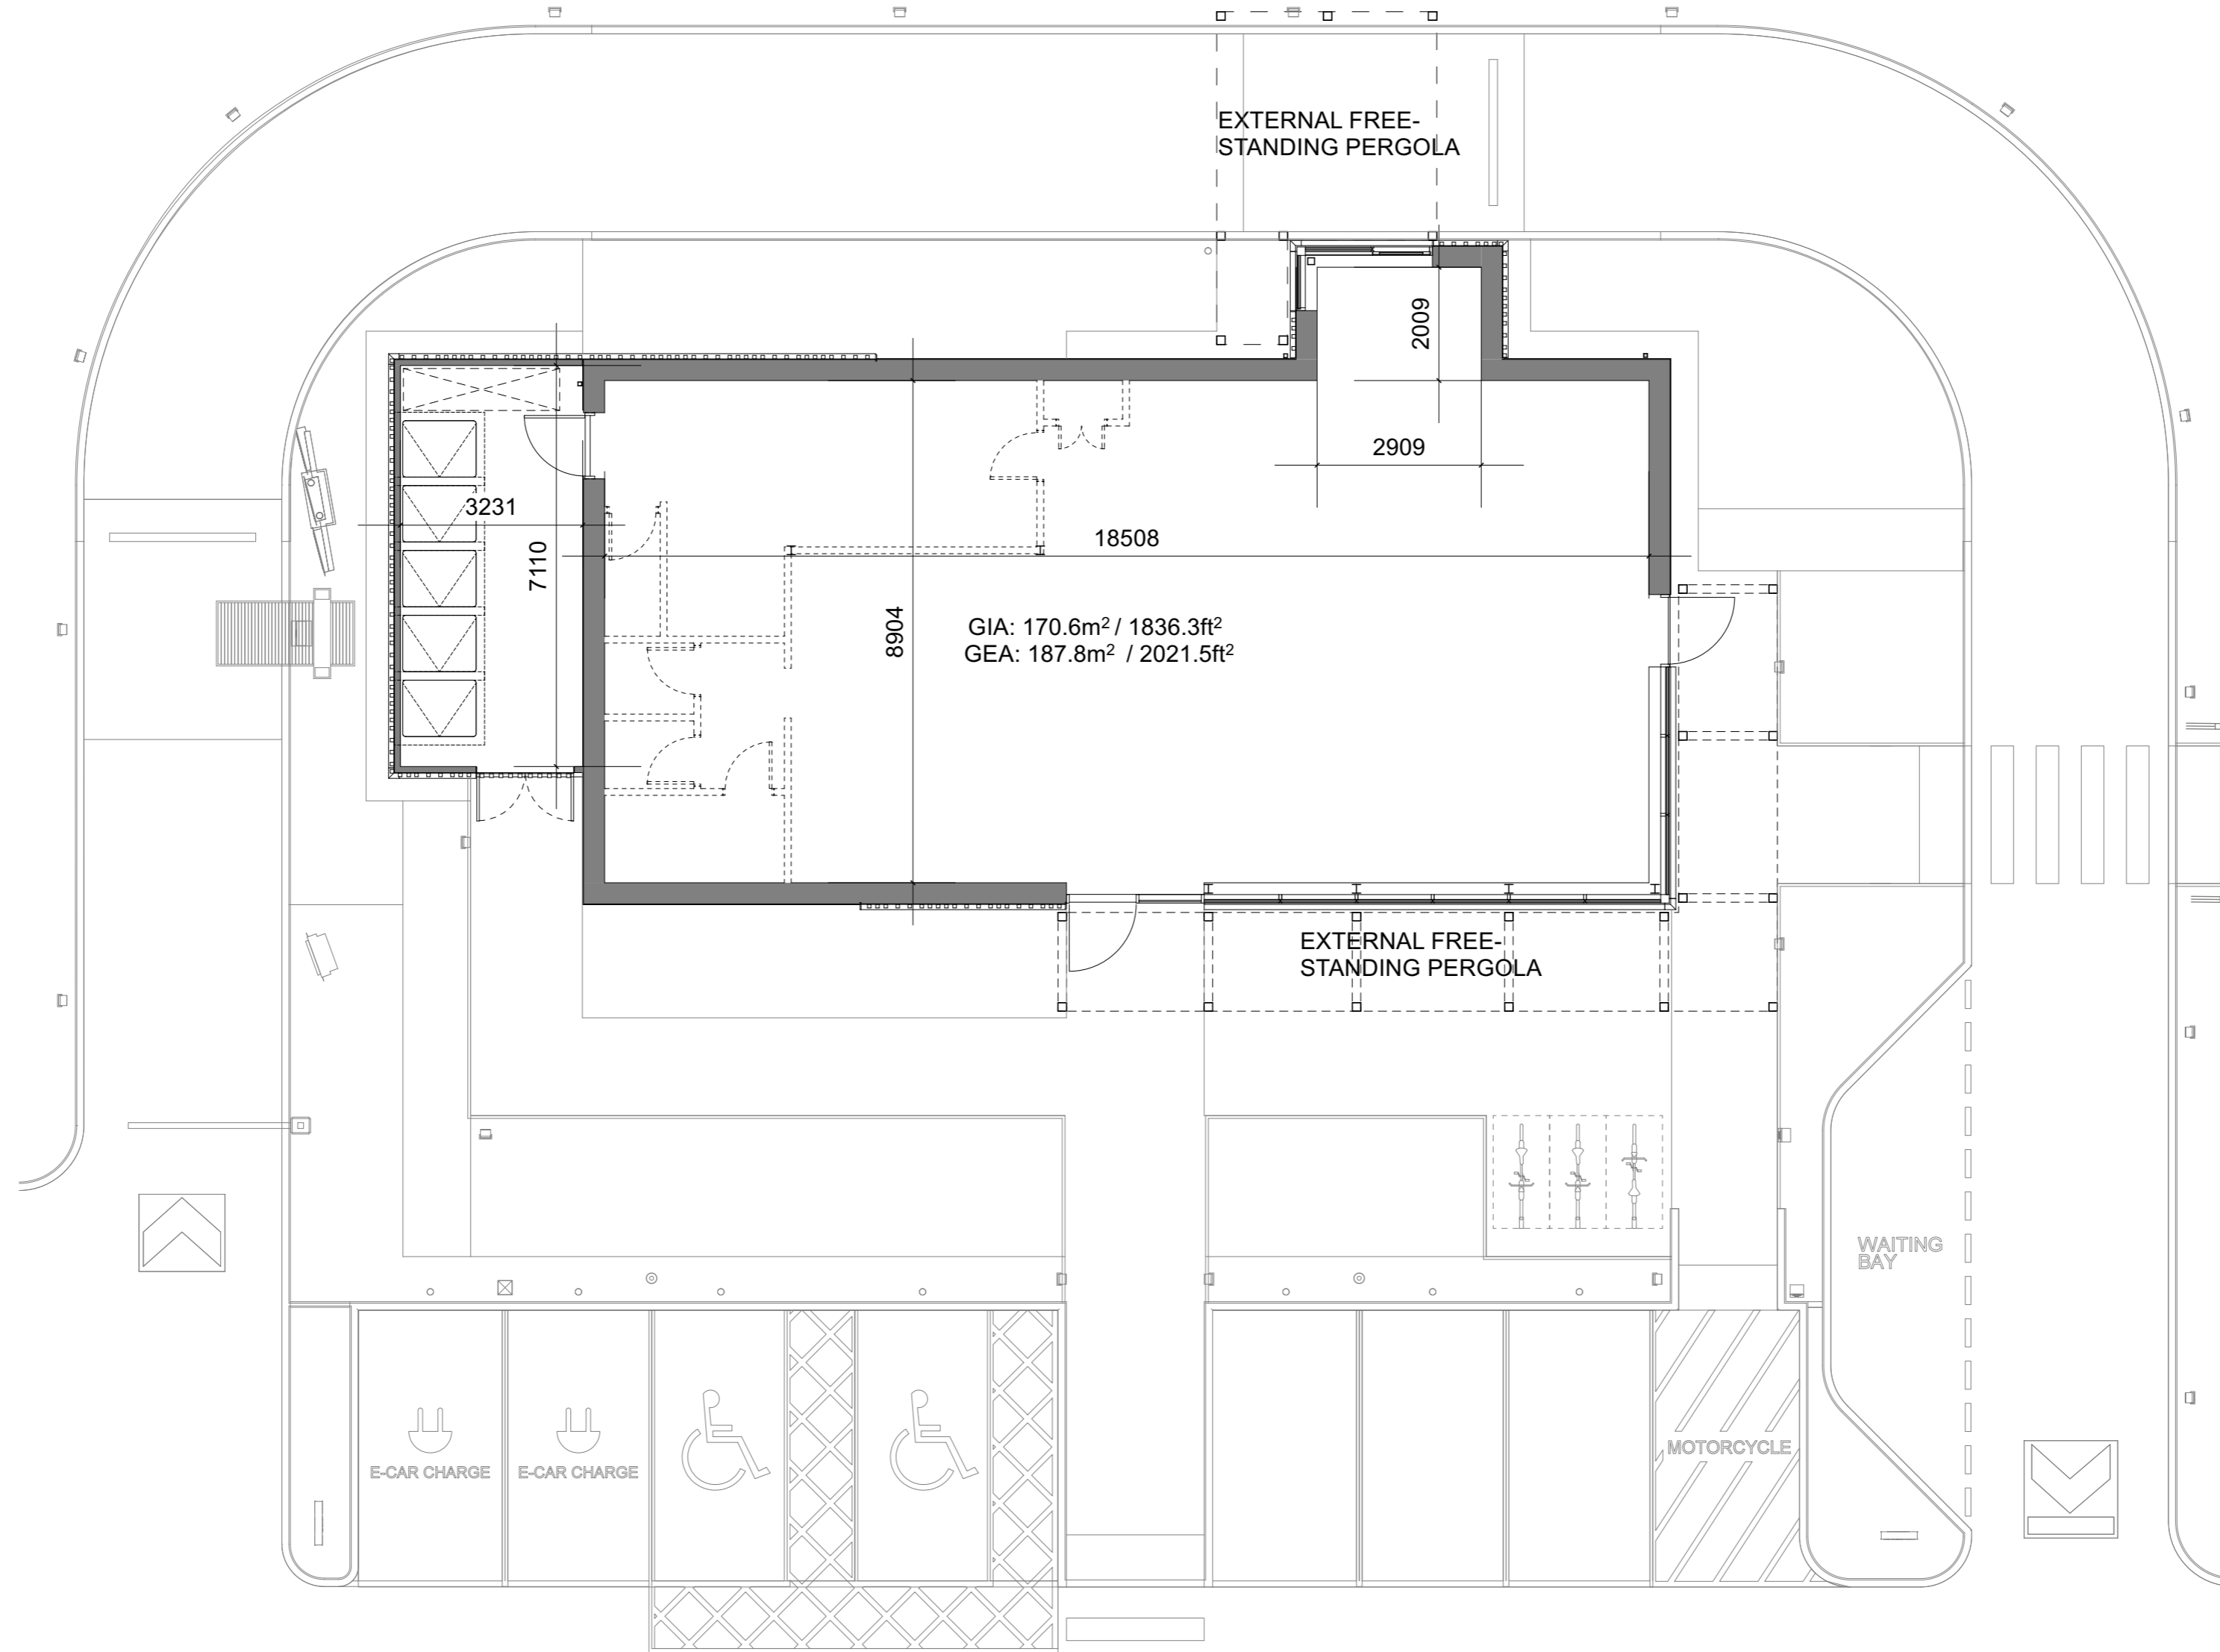 EXTERNAL FREE-
STANDING PERGOLA
2009
2909
3231
7110
18508
8904
GIA: 170.6m² / 1836.3ft²
GEA: 187.8m² / 2021.5ft²
EXTERNAL FREE-
STANDING PERGOLA
WAITING
BAY
E-CAR CHARGE
E-CAR CHARGE
MOTORCYCLE